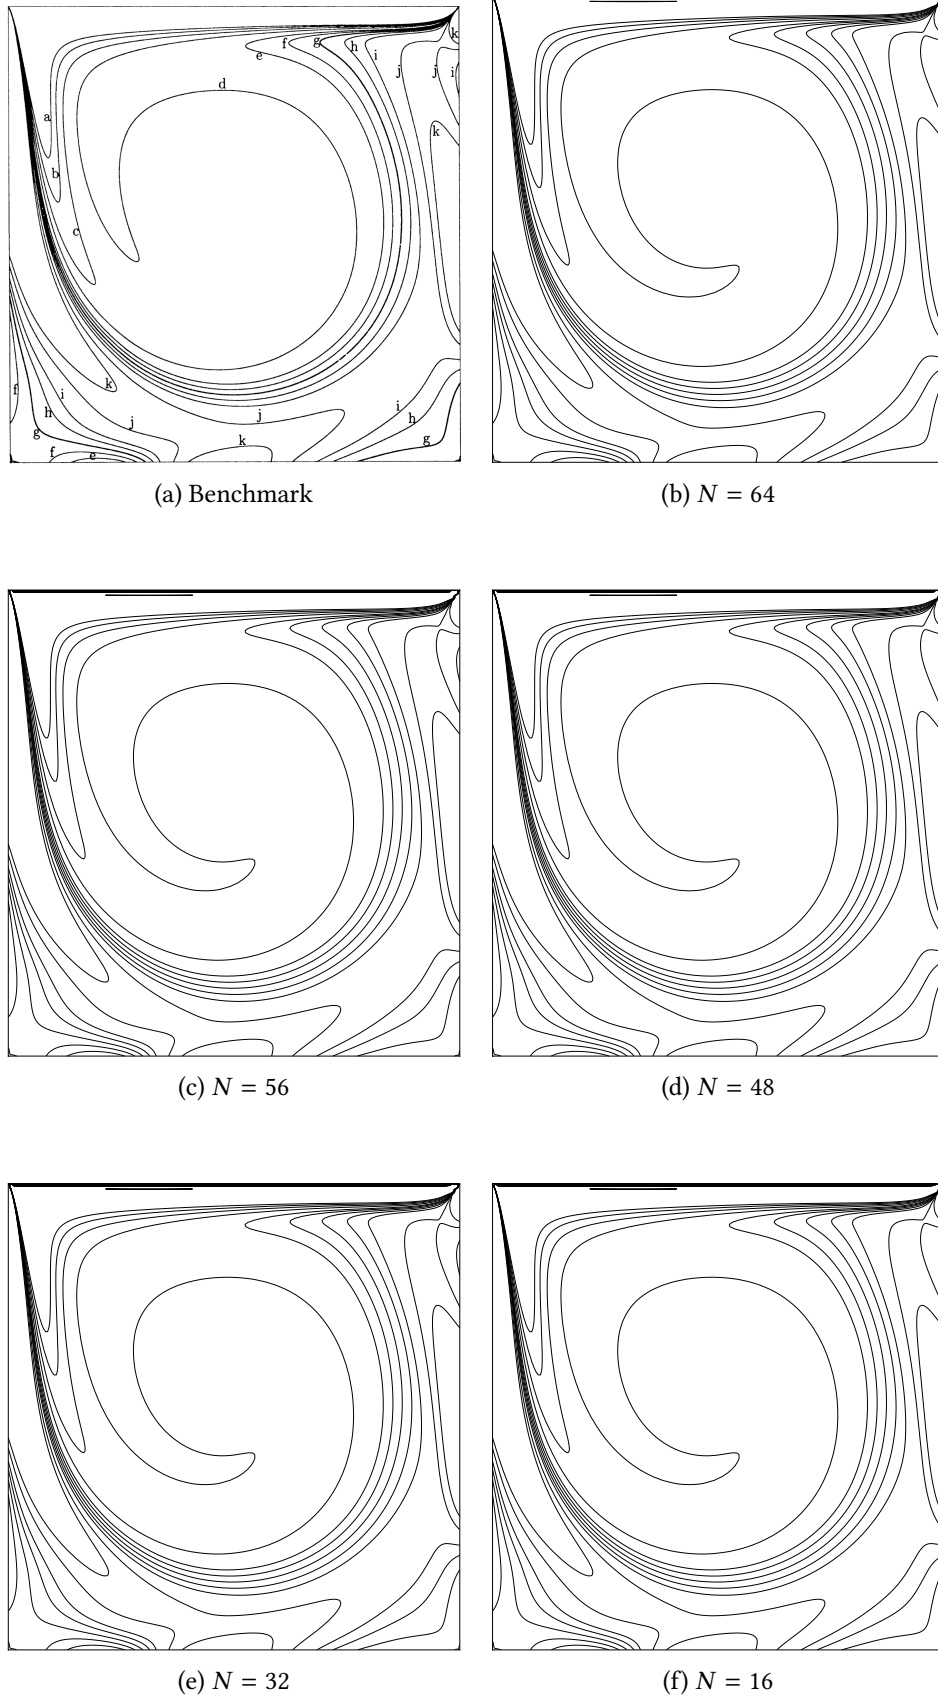 k
f g h i
e
j j i
d
a
k
b
c
k
f i
h j j i h
g k g
f e
(a) Benchmark
(b) N = 64
(c) N = 56
(d) N = 48
(e) N = 32
(f) N = 16